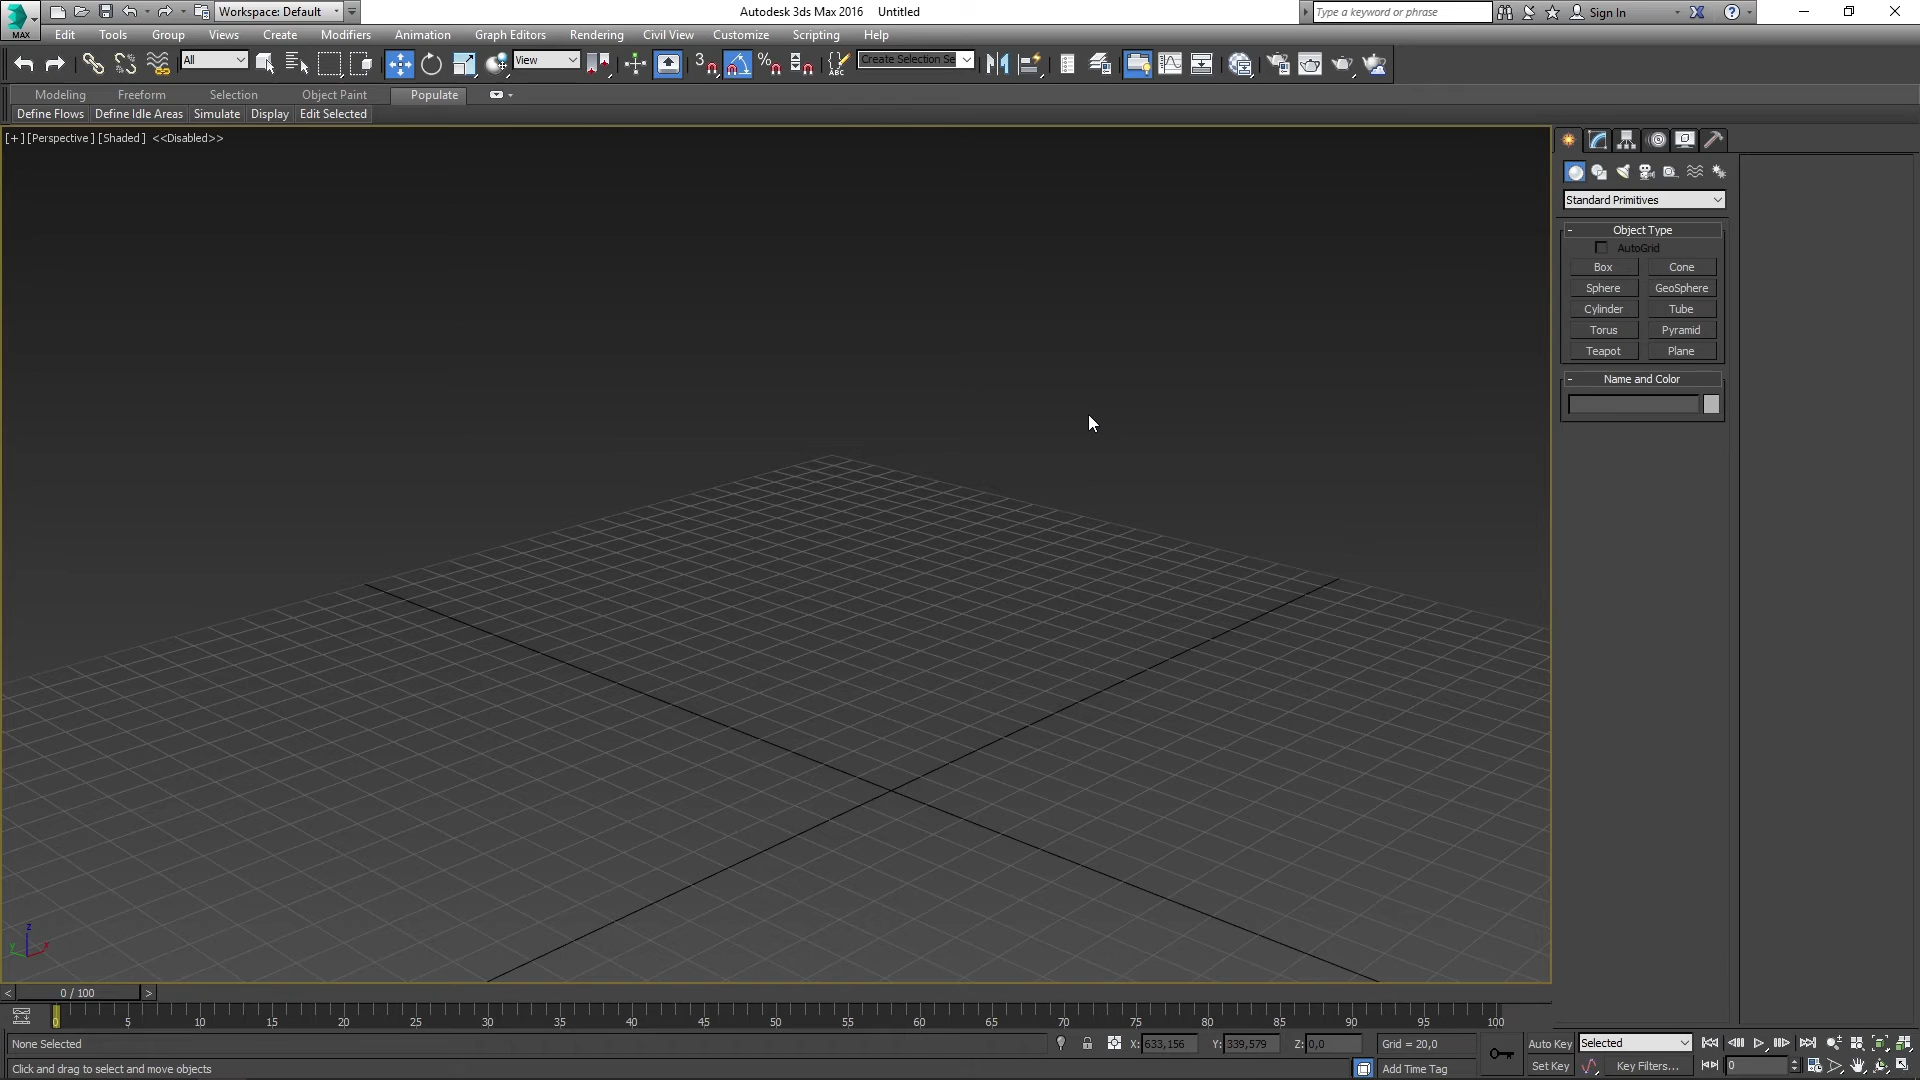 MAX
Workspace: Default
Autodesk 3ds Max 2016 Untitled
Type a keyword or phrase
Sign In
Edit Tools Group Views Create Modifiers Animation Graph Editors Rendering Civil View Customize Scripting Help
All
View
3
%
ABC
Create Selection Se
Modeling Freeform Selection Object Paint Populate
Define Flows Define Idle Areas Simulate Display Edit Selected
[+] [Perspective] [Shaded] <<Disabled>>
Standard Primitives
- Object Type
AutoGrid
Box Cone
Sphere GeoSphere
Cylinder Tube
Torus Pyramid
Teapot Plane
- Name and Color
z
y x
< 0 / 100 >
0 5 10 15 20 25 30 35 40 45 50 55 60 65 70 75 80 85 90 95 100
None Selected X: 633,156 Y: 339,579 Z: 0,0 Grid = 20,0 Auto Key Selected
Click and drag to select and move objects Add Time Tag Set Key Key Filters... 0